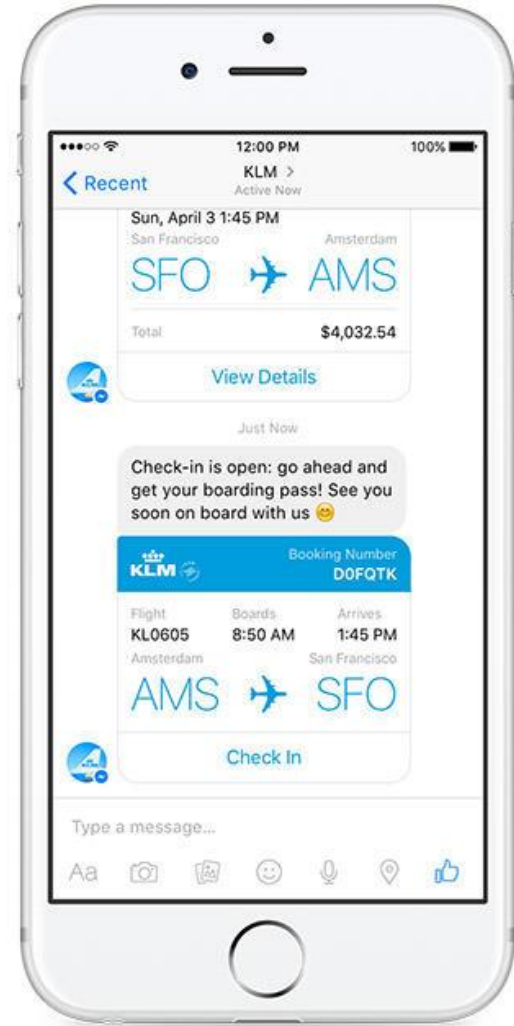 12:00 PM 100%
Recent KLM >
Active Now
Sun, April 3 1:45 PM
San Francisco Amsterdam
SFO AMS
Total $4,032.54
View Details
Just Now
Check-in is open: go ahead and
get your boarding pass! See you
soon on board with us 😊
KLM Booking Number
D0FQTK
Flight Boards Arrives
KL0605 8:50 AM 1:45 PM
Amsterdam San Francisco
AMS SFO
Check In
Type a message...
Aa